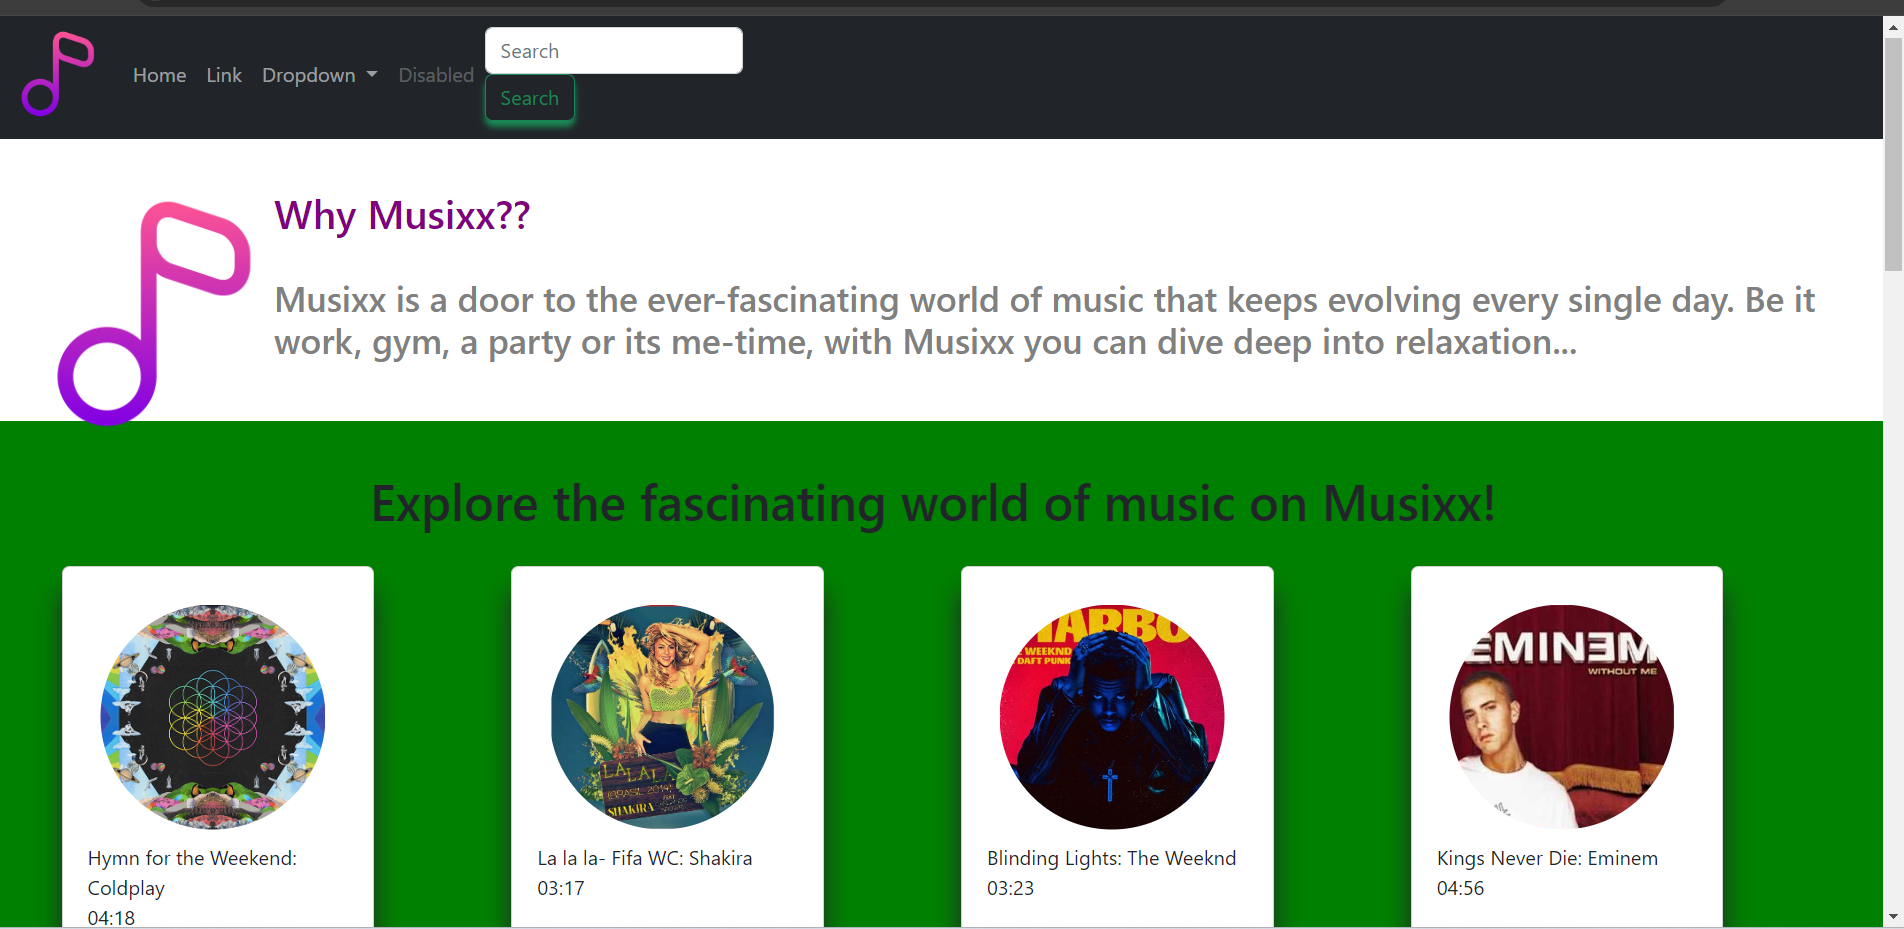 Home Link Dropdown Disabled
Search
Search
Why Musixx??
Musixx is a door to the ever-fascinating world of music that keeps evolving every single day. Be it
work, gym, a party or its me-time, with Musixx you can dive deep into relaxation...
Explore the fascinating world of music on Musixx!
LA LA LA
(BRASIL 2014)
SHAKIRA
ARBO
WEEKND
DAFT PUNK
EMINEM
WITHOUT ME
Hymn for the Weekend:
Coldplay
04:18
La la la- Fifa WC: Shakira
03:17
Blinding Lights: The Weeknd
03:23
Kings Never Die: Eminem
04:56